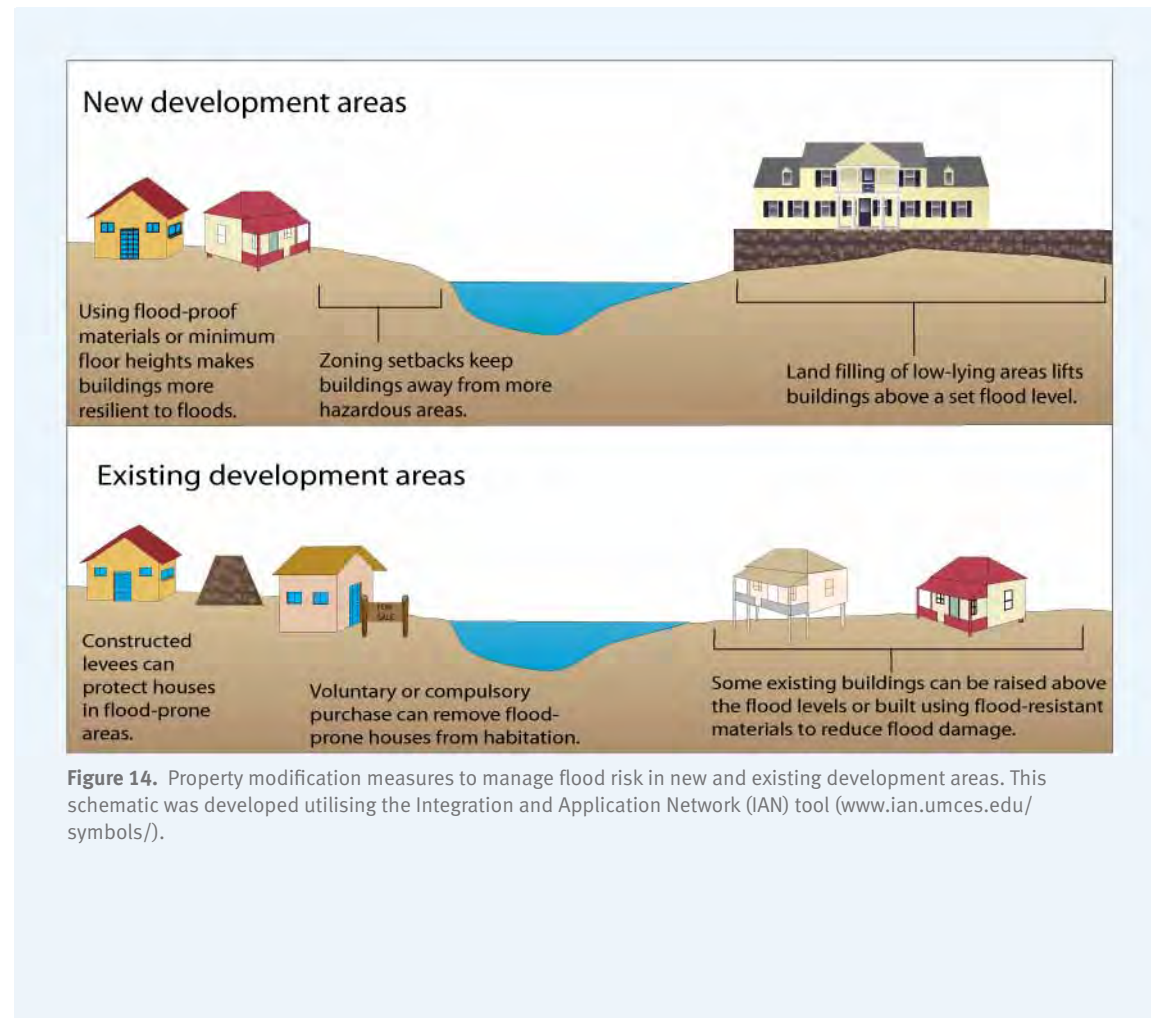 New development areas
Using flood-proof
materials or minimum
floor heights makes
buildings more
resilient to floods.
Zoning setbacks keep
buildings away from more
hazardous areas.
Land filling of low-lying areas lifts
buildings above a set flood level.
Existing development areas
FOR
SALE
Constructed
levees can
protect houses
in flood-prone
areas.
Voluntary or compulsory
purchase can remove flood-
prone houses from habitation.
Some existing buildings can be raised above
the flood levels or built using flood-resistant
materials to reduce flood damage.
Figure 14. Property modification measures to manage flood risk in new and existing development areas. This
schematic was developed utilising the Integration and Application Network (IAN) tool (www.ian.umces.edu/
symbols/).